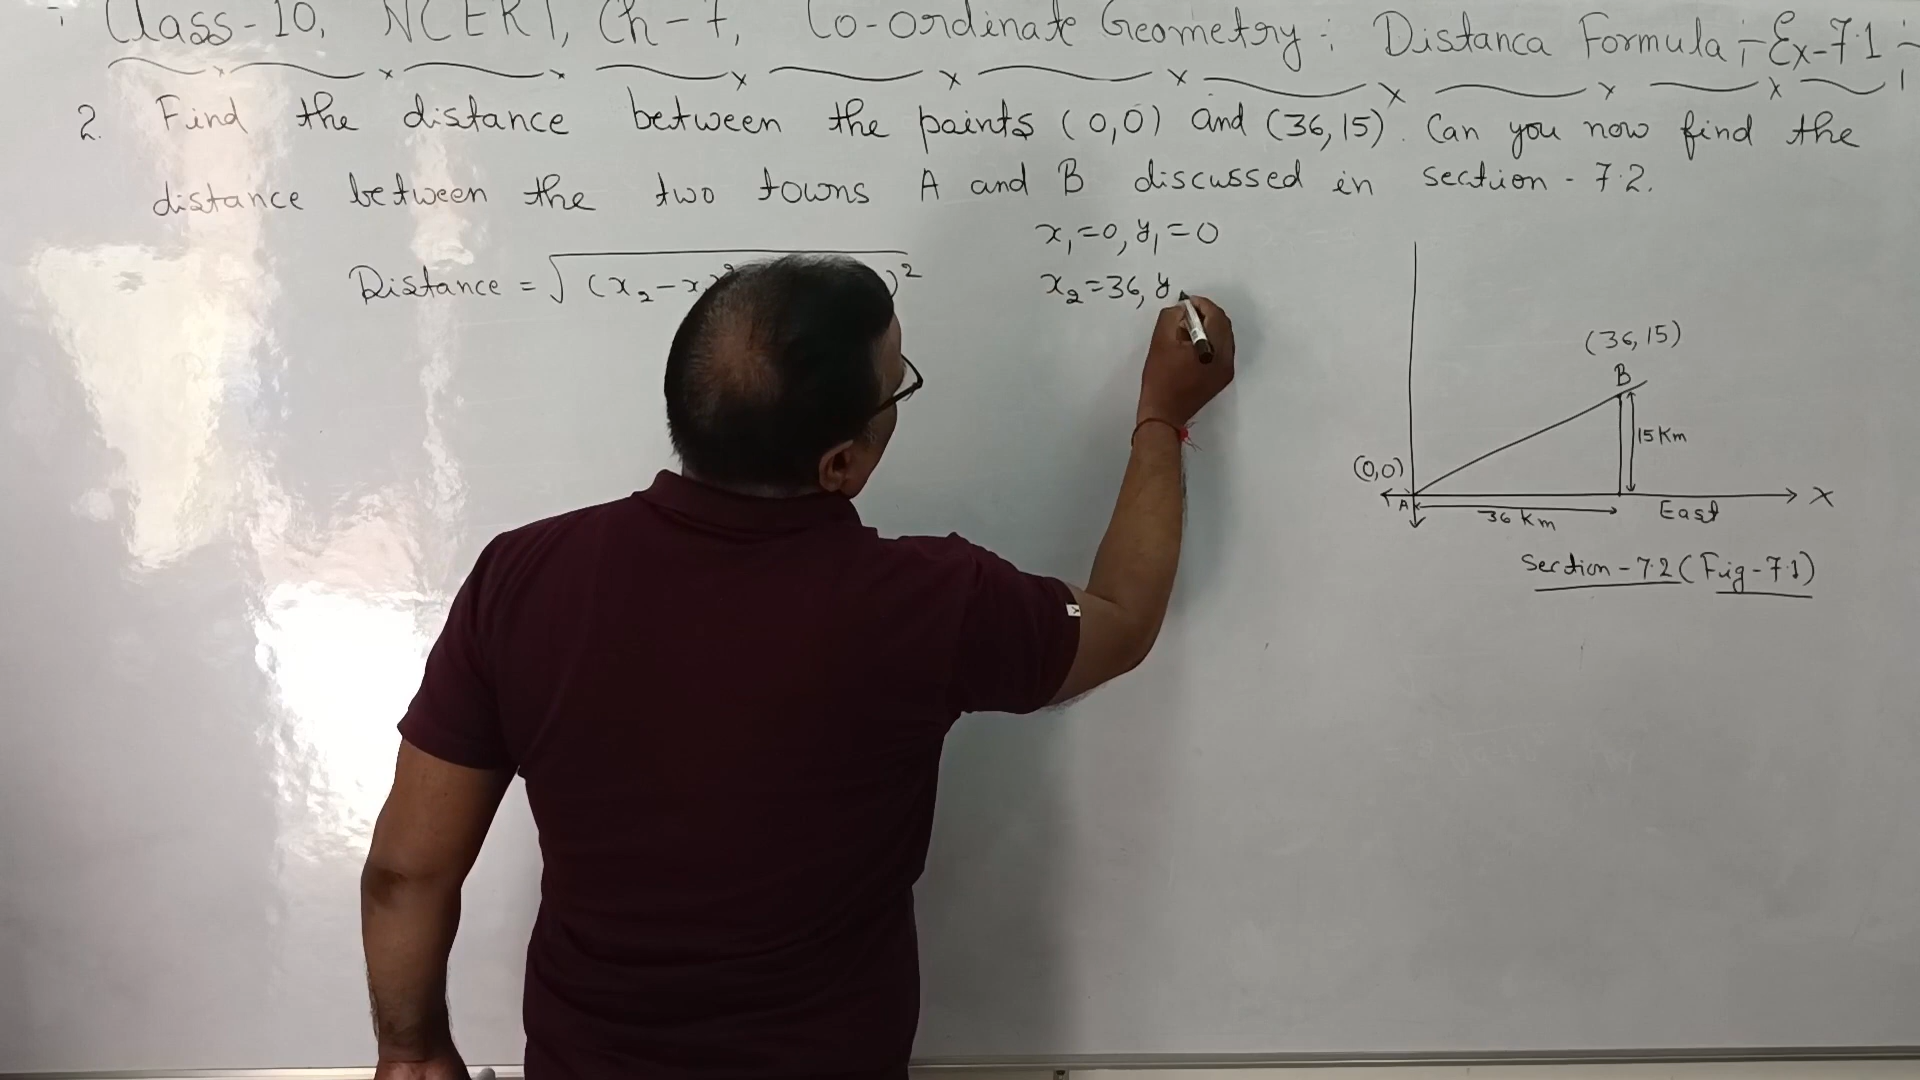 Class-10, NCERT, Ch-7, Co-ordinate Geometry: Distanca Formula;-Ex-7.1;-
2. Find the distance between the points (0,0) and (36,15). Can you now find the
distance between the two towns A and B discussed in section-7.2.
x₁=0, y₁=0
Distance = √(x₂-x )²
x₂=36, y
(36,15)
B
15 Km
(0,0)
A
36 Km
East
X
Section-7.2 (Fig-7.1)